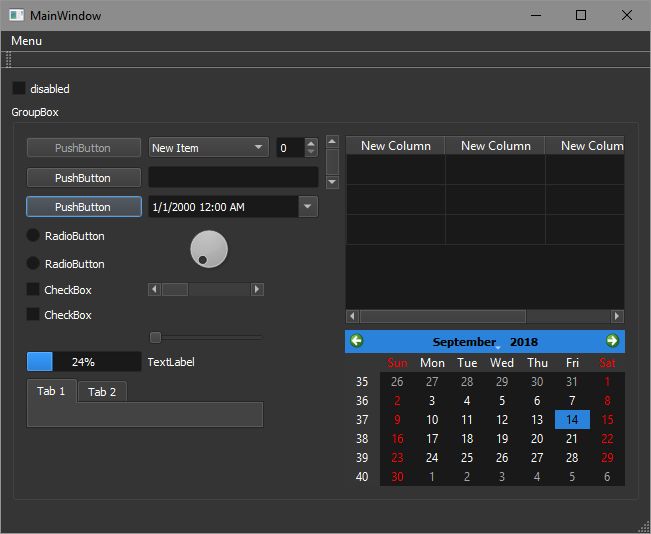 MainWindow
Menu
disabled
GroupBox
PushButton
New Item
0
PushButton
PushButton
1/1/2000 12:00 AM
RadioButton
RadioButton
CheckBox
CheckBox
24%
TextLabel
Tab 1 Tab 2
New Column New Column New Colum
September 2018
Sun Mon Tue Wed Thu Fri Sat
35 26 27 28 29 30 31 1
36 2 3 4 5 6 7 8
37 9 10 11 12 13 14 15
38 16 17 18 19 20 21 22
39 23 24 25 26 27 28 29
40 30 1 2 3 4 5 6